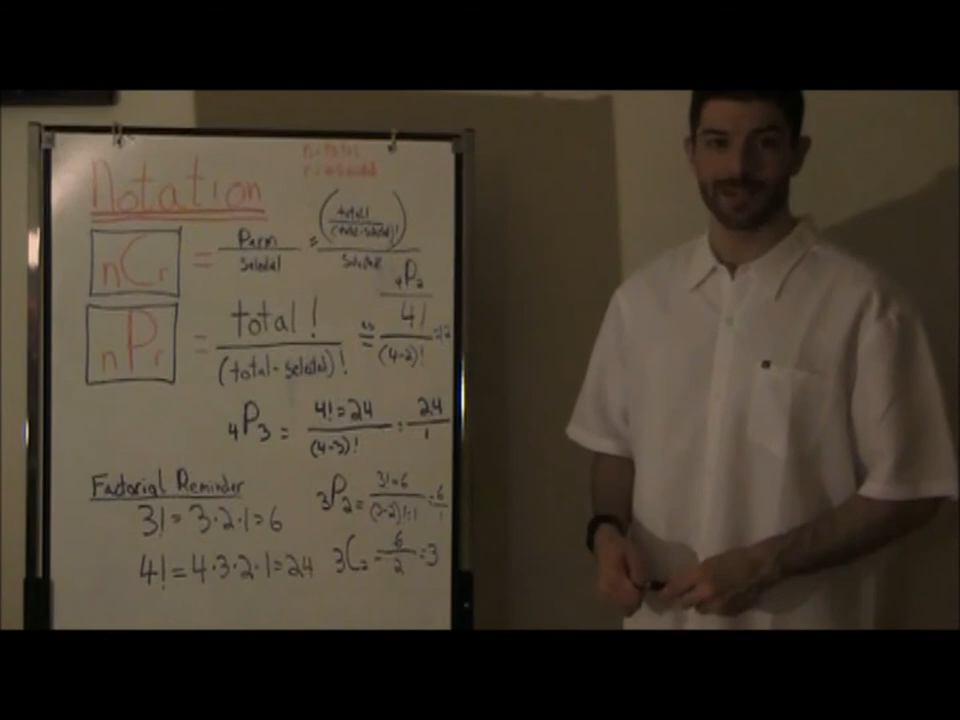 n=total
Notation
nCr = Perm / Selected = (total! / (total-selected)!) / Selected
nPr = total! / (total-selected)! = 4P2 4! / (4-2)! = 12
4P3 = 4!=24 / (4-3)! = 24 / 1
Factorial Reminder
3! = 3·2·1=6
4! = 4·3·2·1=24
3P2 = 3!=6 / (3-2)!=1 = 6 / 1
3C2 = 6 / 2 = 3